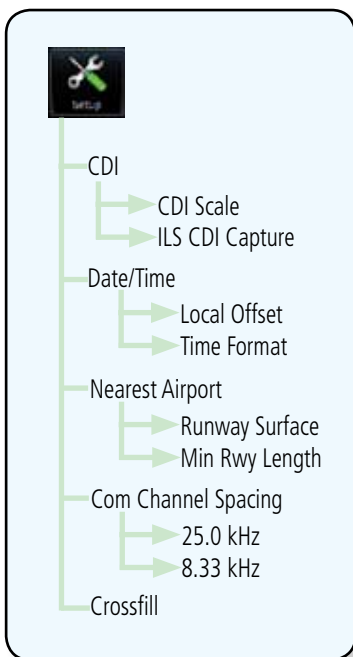 Setup
CDI
CDI Scale
ILS CDI Capture
Date/Time
Local Offset
Time Format
Nearest Airport
Runway Surface
Min Rwy Length
Com Channel Spacing
25.0 kHz
8.33 kHz
Crossfill